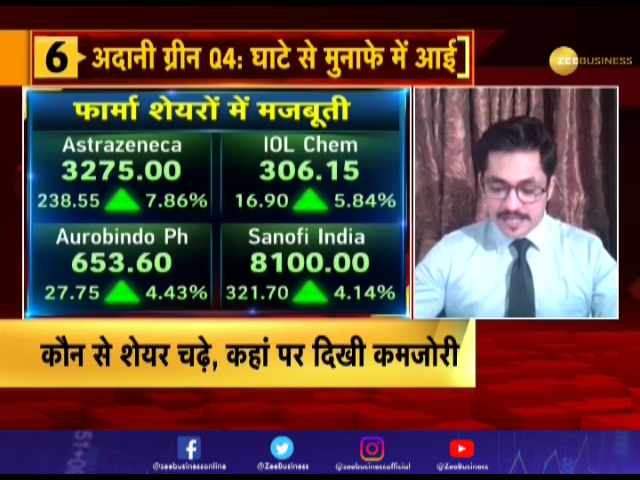 6 अदानी ग्रीन Q4: घाटे से मुनाफे में आई
ZEEBUSINESS
फार्मा शेयरों में मजबूती
Astrazeneca
3275.00
238.55 7.86%
IOL Chem
306.15
16.90 5.84%
Aurobindo Ph
653.60
27.75 4.43%
Sanofi India
8100.00
321.70 4.14%
कौन से शेयर चढ़े, कहां पर दिखी कमजोरी
@zeebusinessonline
@ZeeBusiness
@zeebusinessofficial
@ZeeBusiness